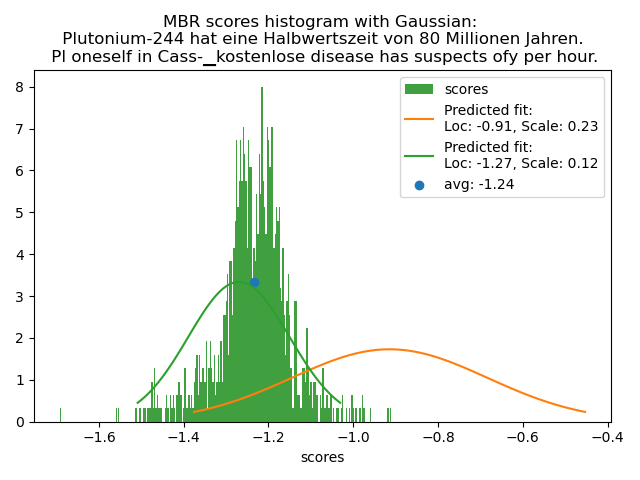 MBR scores histogram with Gaussian:
Plutonium-244 hat eine Halbwertszeit von 80 Millionen Jahren.
PI oneself in Cass-__kostenlose disease has suspects ofy per hour.
8
7
6
5
4
3
2
1
0
scores
Predicted fit:
Loc: -0.91, Scale: 0.23
Predicted fit:
Loc: -1.27, Scale: 0.12
avg: -1.24
−1.6 −1.4 −1.2 −1.0 −0.8 −0.6 −0.4
scores